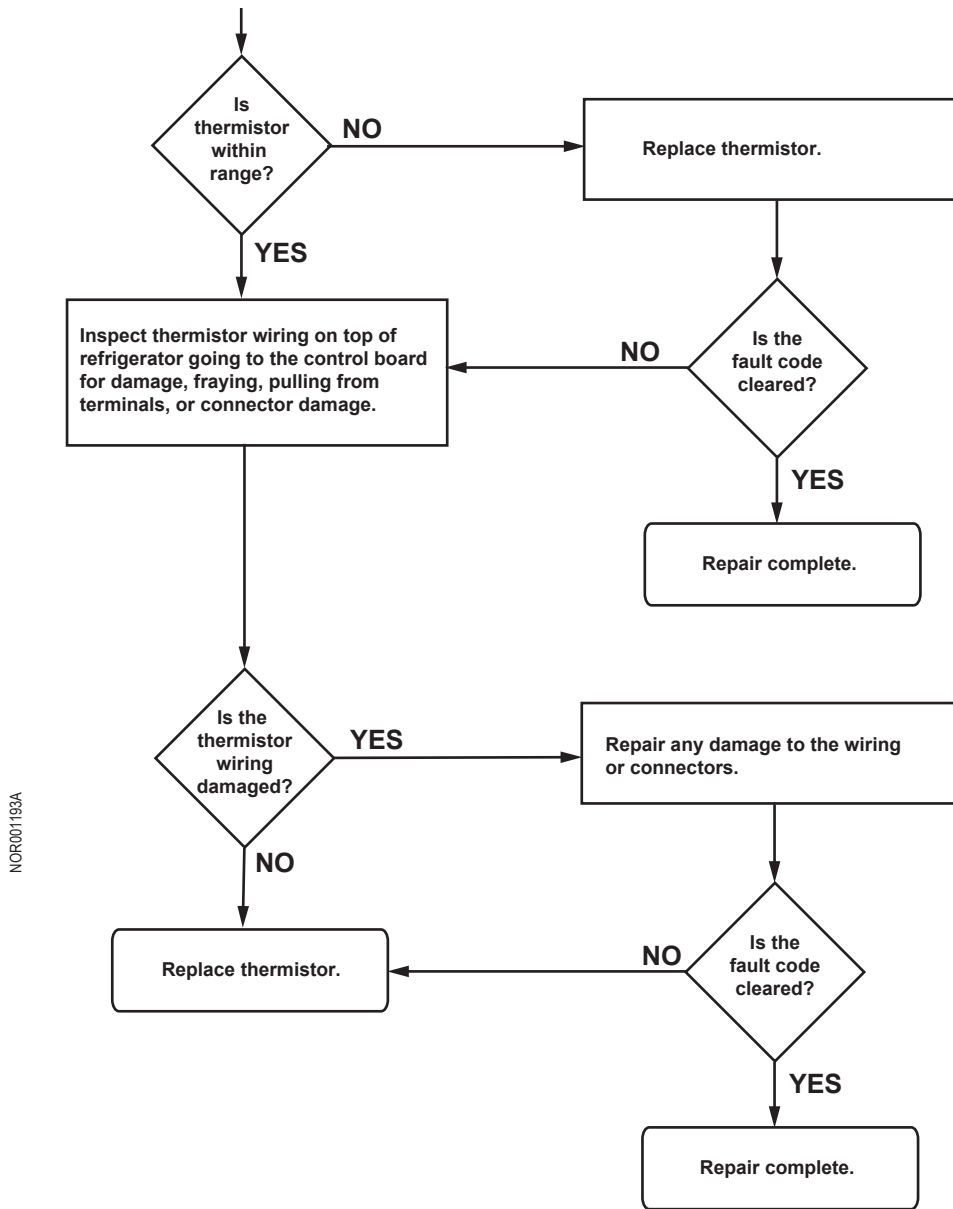 Is
thermistor
within
range?
NO
Replace thermistor.
YES
Inspect thermistor wiring on top of
refrigerator going to the control board
for damage, fraying, pulling from
terminals, or connector damage.
NO
Is the
fault code
cleared?
YES
Repair complete.
Is the
thermistor
wiring
damaged?
YES
Repair any damage to the wiring
or connectors.
NO
Replace thermistor.
NO
Is the
fault code
cleared?
YES
Repair complete.
NOR001193A